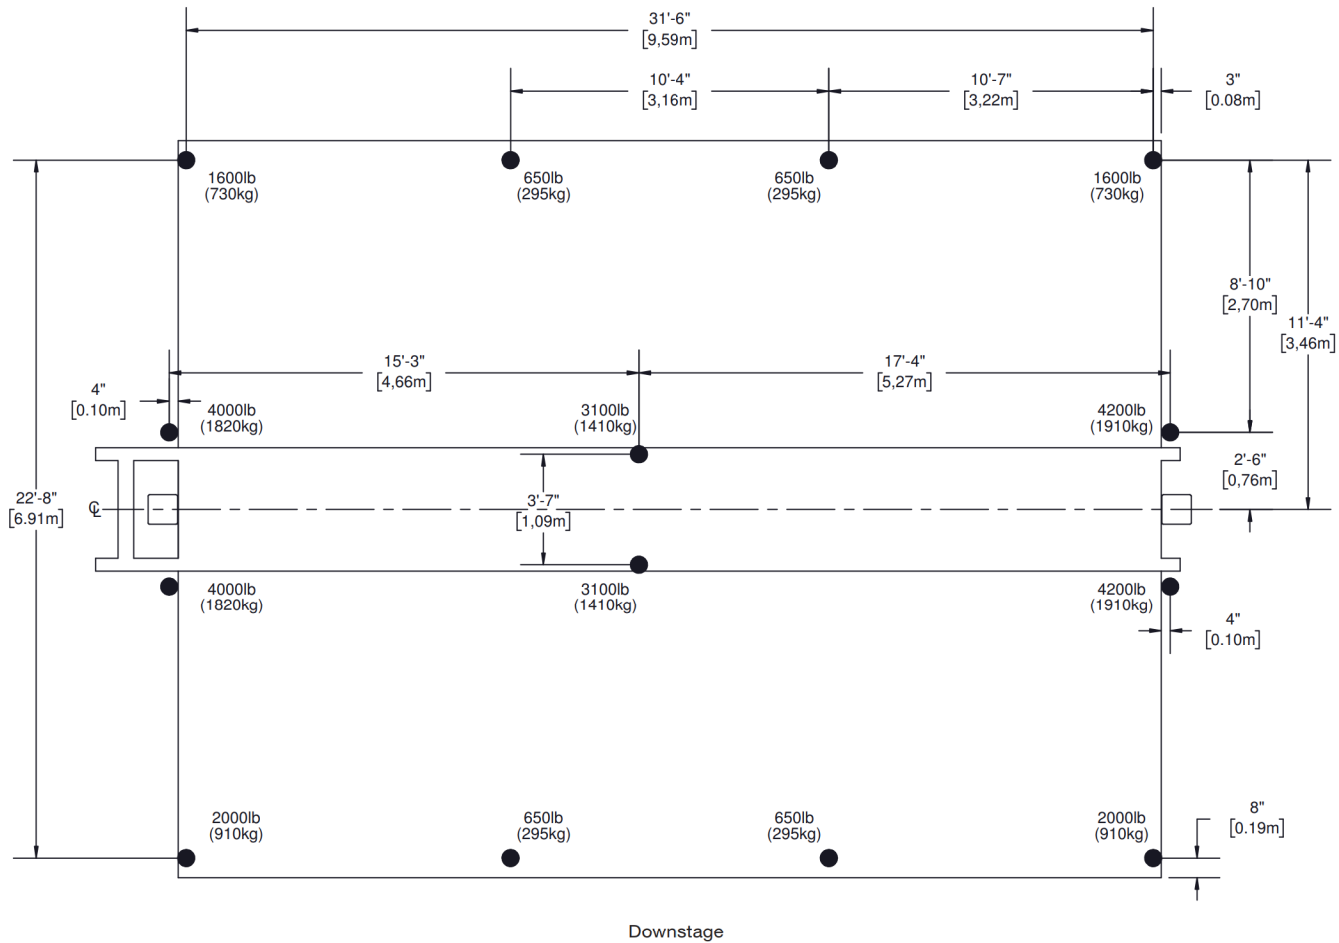 31'-6"
[9,59m]
10'-4"
[3,16m]
10'-7"
[3,22m]
3"
[0.08m]
1600lb
(730kg)
650lb
(295kg)
650lb
(295kg)
1600lb
(730kg)
8'-10"
[2,70m]
11'-4"
[3,46m]
15'-3"
[4,66m]
17'-4"
[5,27m]
4"
[0.10m]
4000lb
(1820kg)
3100lb
(1410kg)
4200lb
(1910kg)
2'-6"
[0,76m]
22'-8"
[6.91m]
℄
3'-7"
[1,09m]
4000lb
(1820kg)
3100lb
(1410kg)
4200lb
(1910kg)
4"
[0.10m]
2000lb
(910kg)
650lb
(295kg)
650lb
(295kg)
2000lb
(910kg)
8"
[0.19m]
Downstage